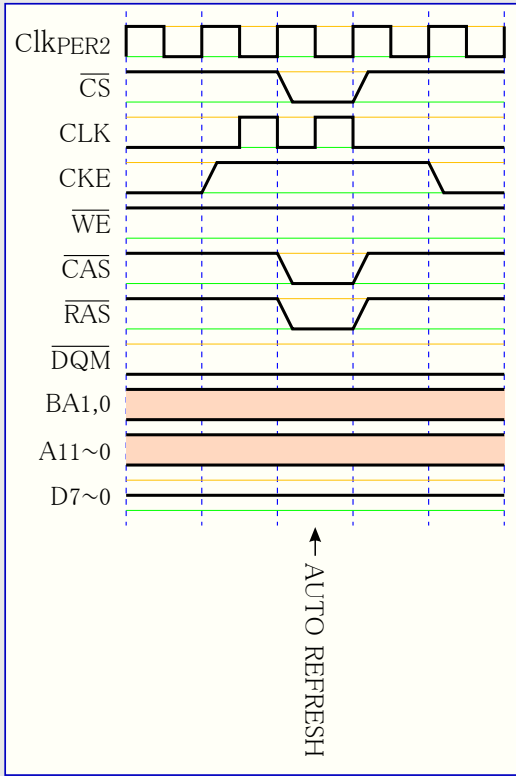 ClkPER2
CS
CLK
CKE
WE
CAS
RAS
DQM
BA1,0
A11~0
D7~0
AUTO REFRESH